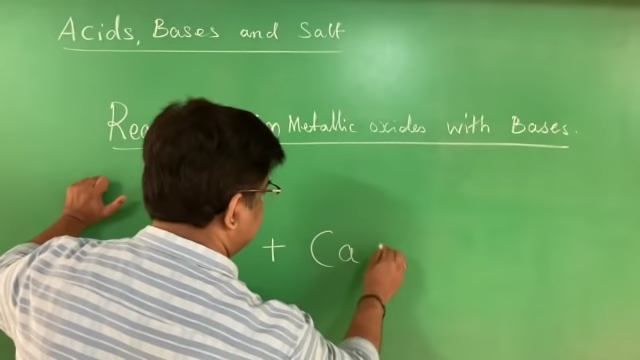 Acids, Bases and Salt
Metallic oxides with Bases.
+ Ca